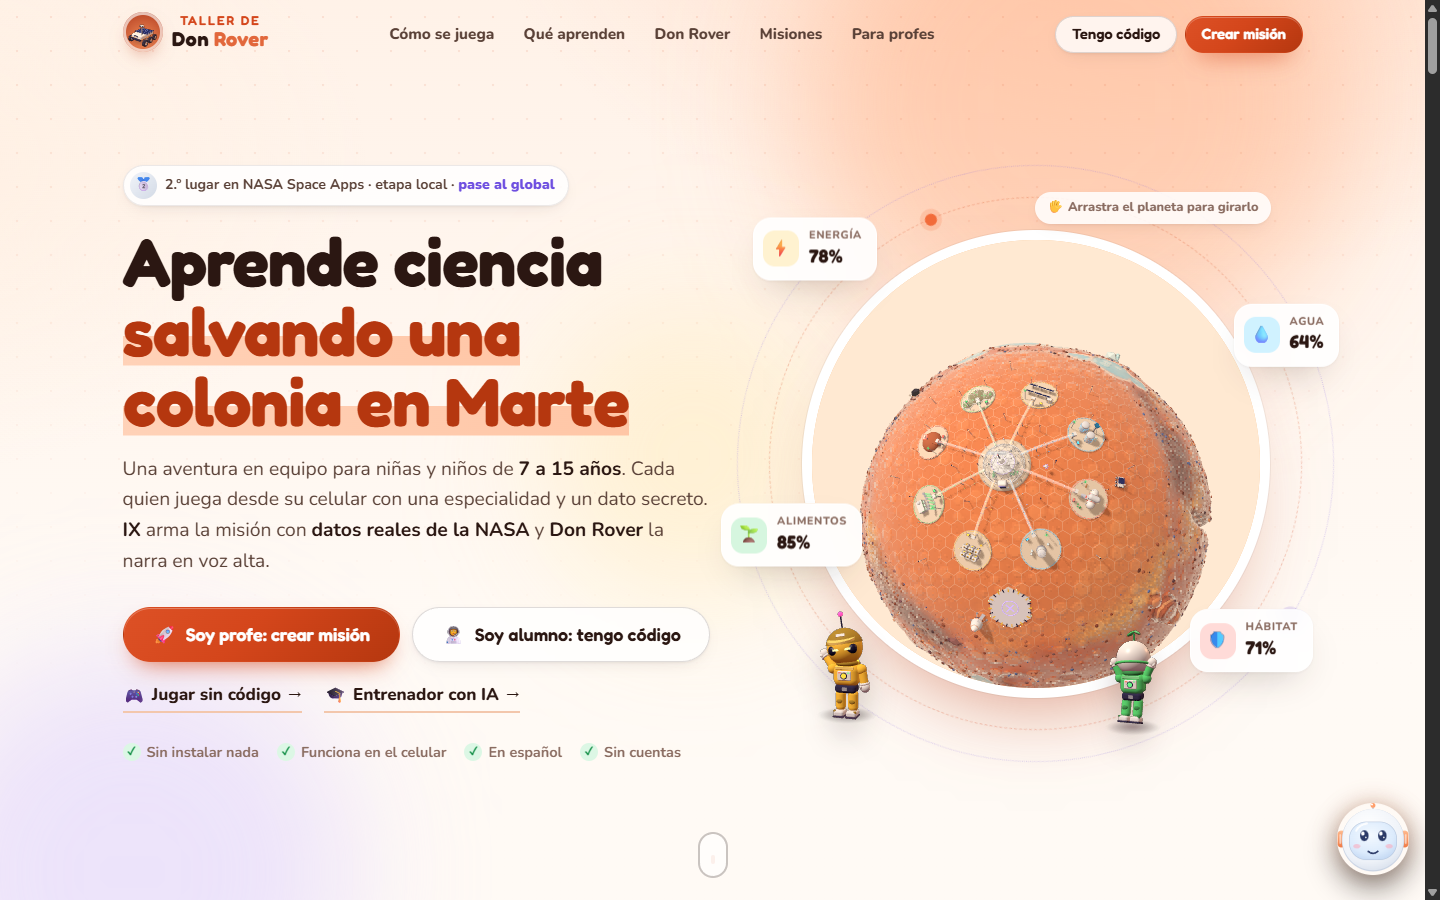 TALLER DE
Don Rover
Cómo se juega
Qué aprenden
Don Rover
Misiones
Para profes
Tengo código
Crear misión
2.º lugar en NASA Space Apps · etapa local · pase al global
Aprende ciencia
salvando una
colonia en Marte
Una aventura en equipo para niñas y niños de 7 a 15 años. Cada
quien juega desde su celular con una especialidad y un dato secreto.
IX arma la misión con datos reales de la NASA y Don Rover la
narra en voz alta.
Soy profe: crear misión
Soy alumno: tengo código
Jugar sin código →
Entrenador con IA →
✓ Sin instalar nada
✓ Funciona en el celular
✓ En español
✓ Sin cuentas
Arrastra el planeta para girarlo
ENERGÍA
78%
AGUA
64%
ALIMENTOS
85%
HÁBITAT
71%